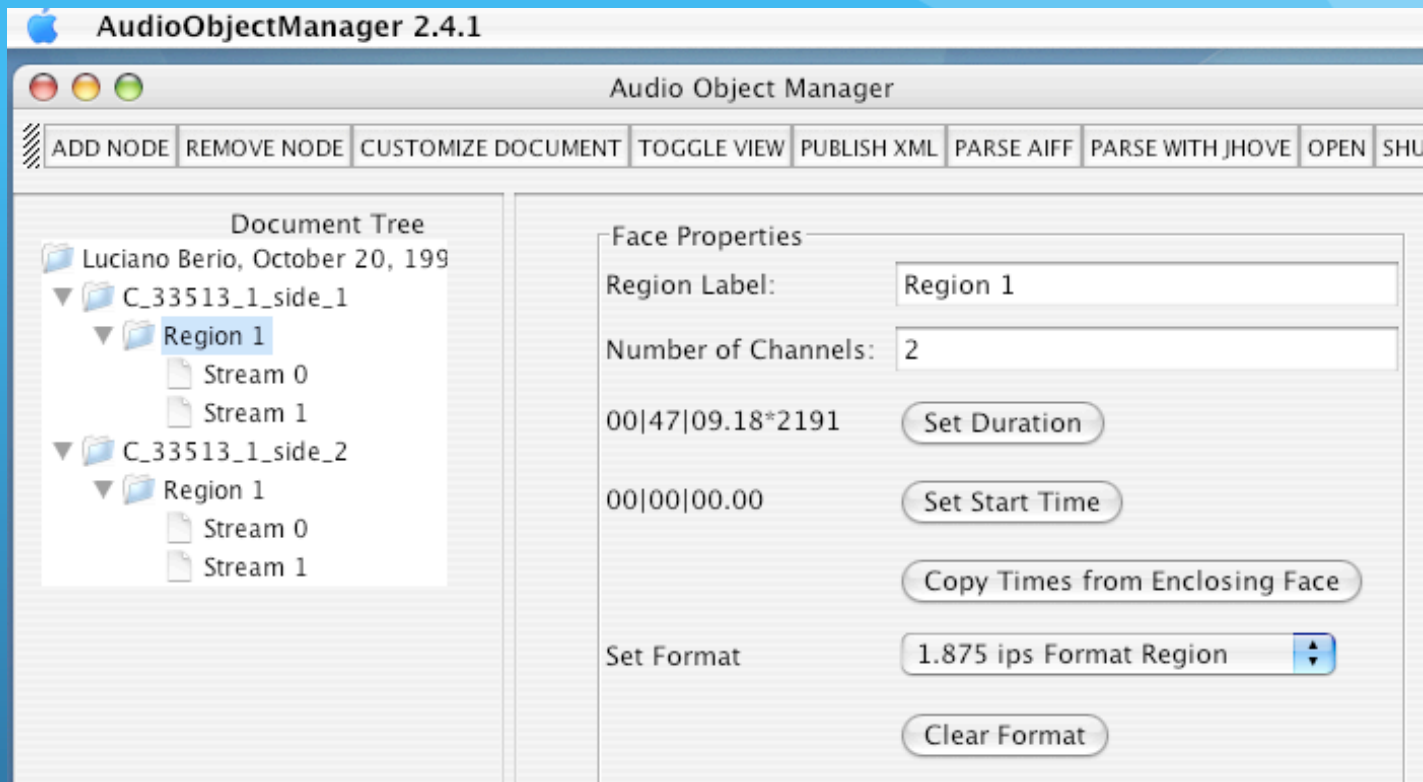 AudioObjectManager 2.4.1
Audio Object Manager
ADD NODE REMOVE NODE CUSTOMIZE DOCUMENT TOGGLE VIEW PUBLISH XML PARSE AIFF PARSE WITH JHOVE OPEN SHU
Document Tree
Luciano Berio, October 20, 199
C_33513_1_side_1
Region 1
Stream 0
Stream 1
C_33513_1_side_2
Region 1
Stream 0
Stream 1
Face Properties
Region Label: Region 1
Number of Channels: 2
00|47|09.18*2191 Set Duration
00|00|00.00 Set Start Time
Copy Times from Enclosing Face
Set Format 1.875 ips Format Region
Clear Format